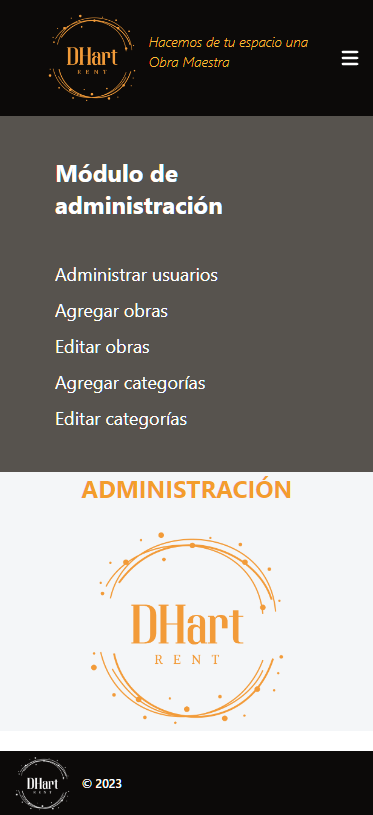 DHart
RENT
Hacemos de tu espacio una
Obra Maestra
Módulo de
administración
Administrar usuarios
Agregar obras
Editar obras
Agregar categorías
Editar categorías
ADMINISTRACIÓN
DHart
RENT
DHart
RENT
© 2023